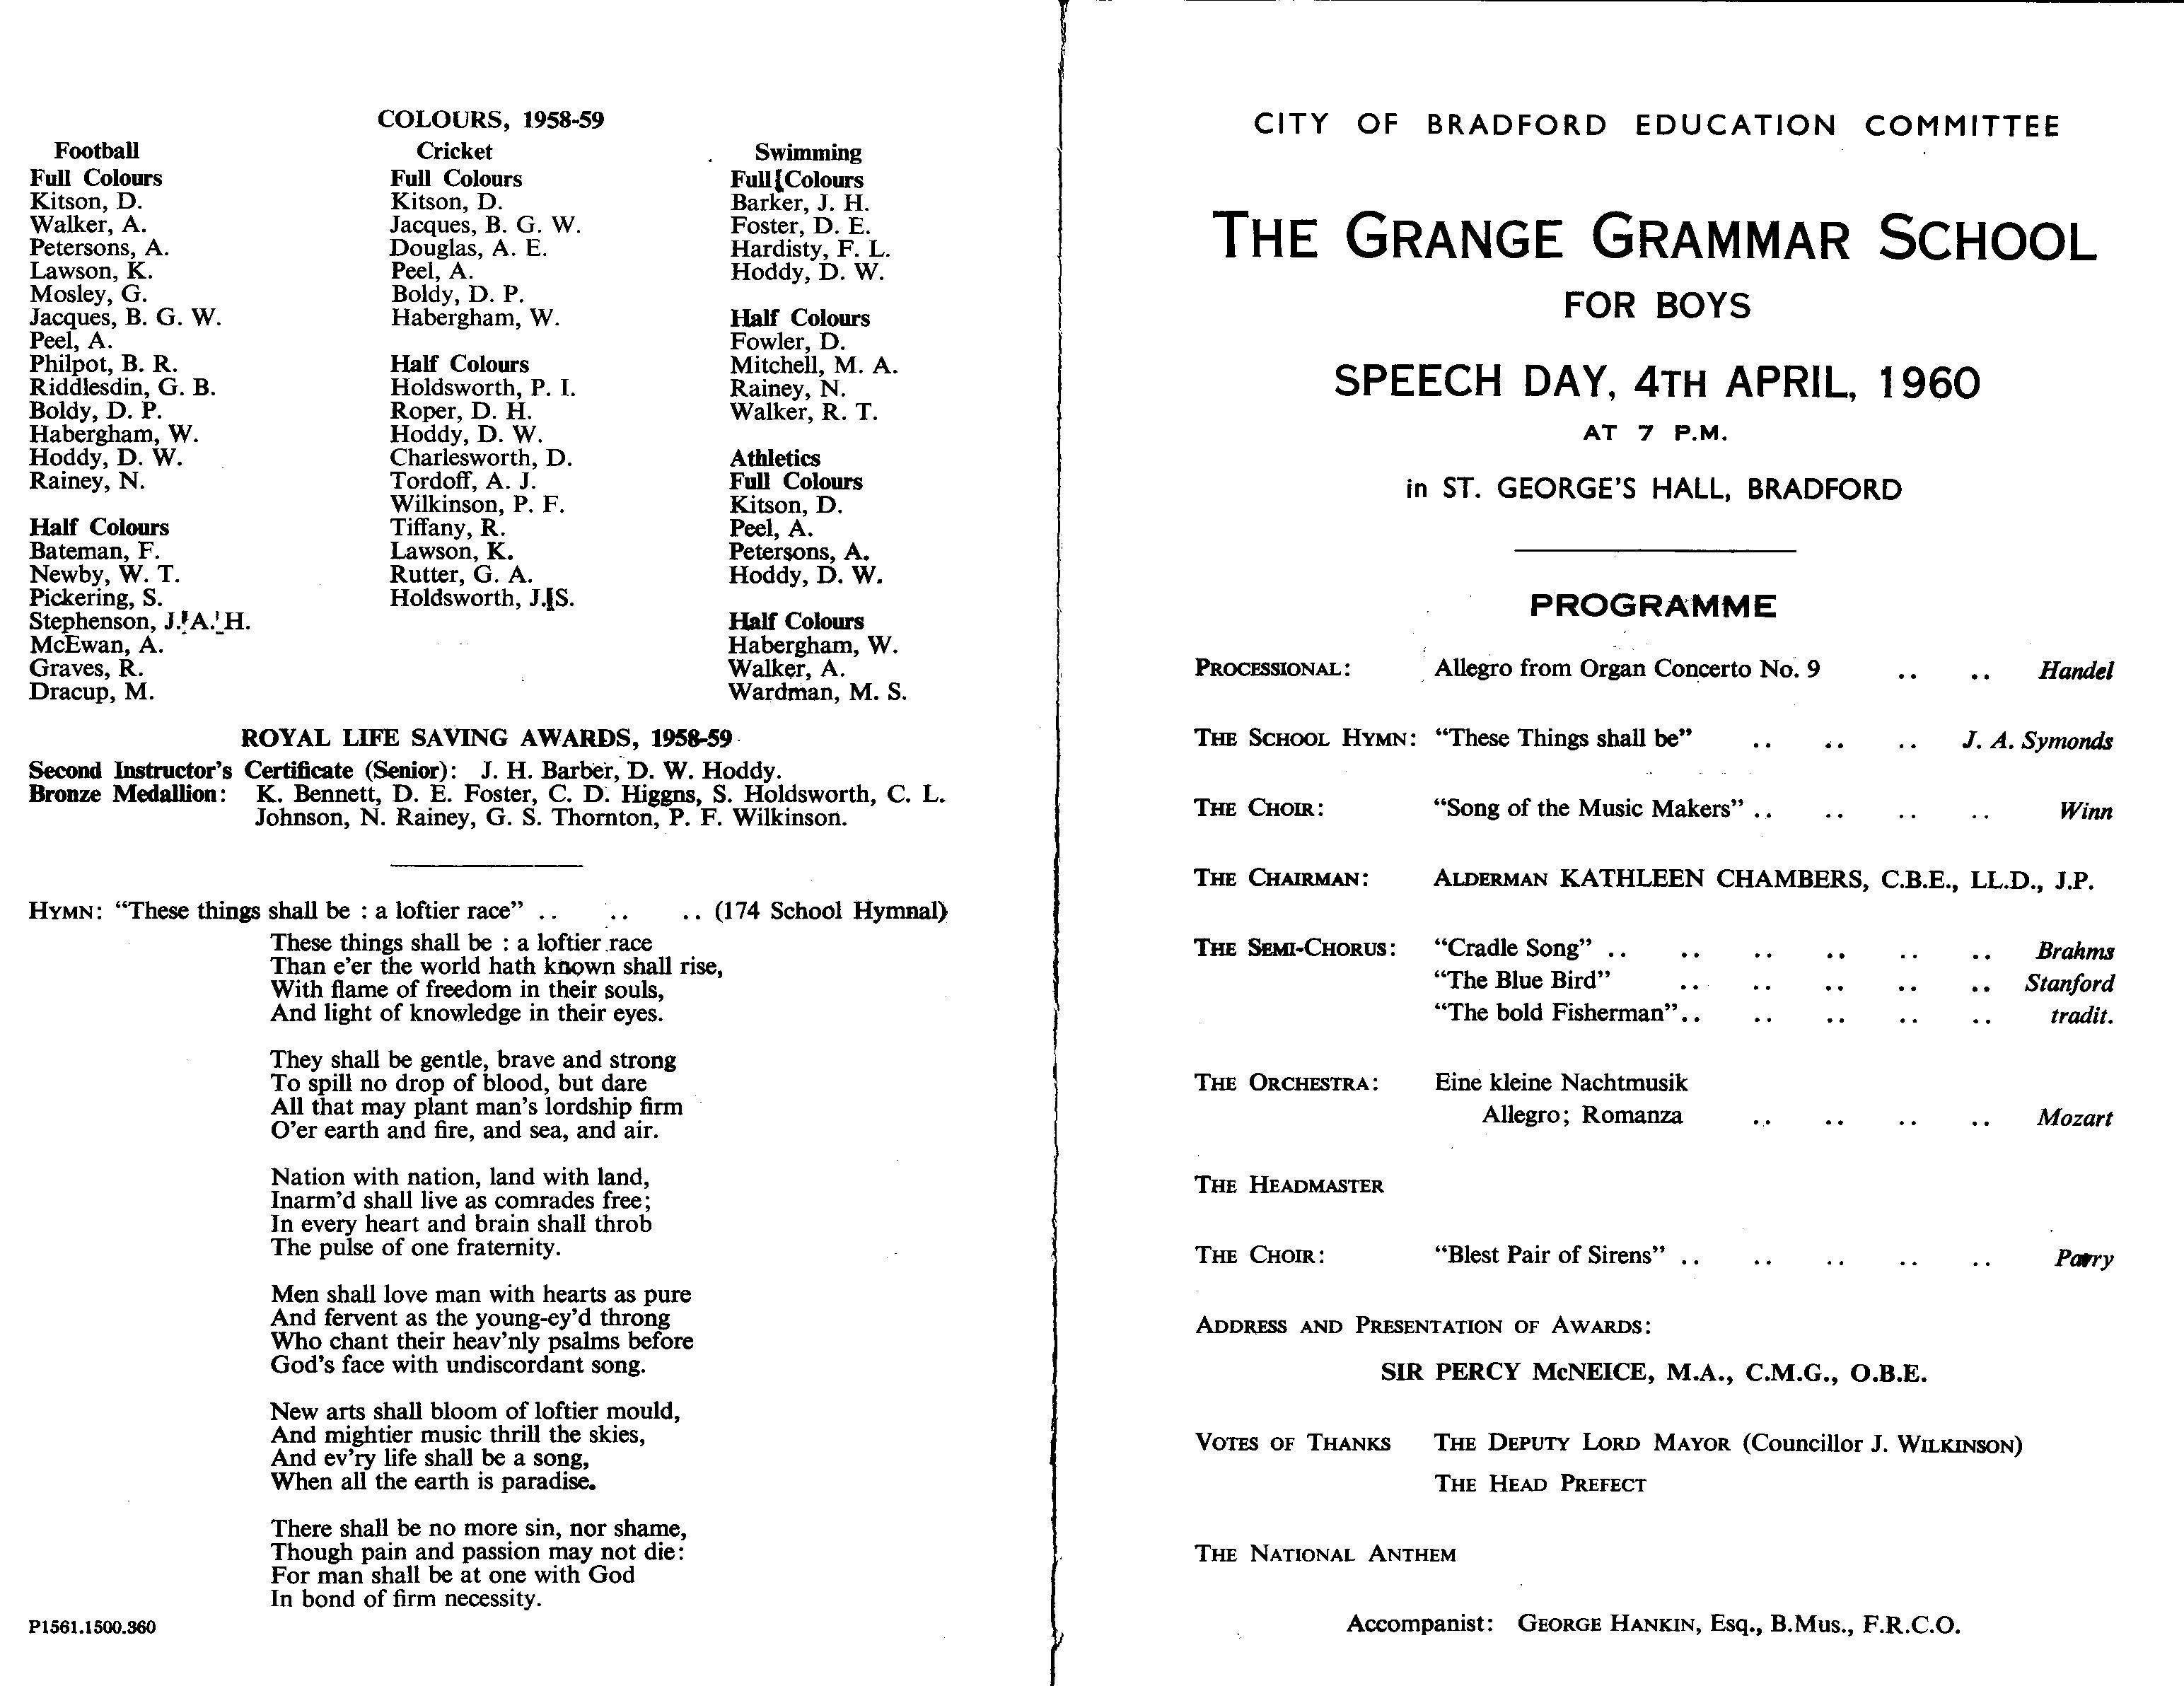 COLOURS, 1958-59
Football
Full Colours
Kitson, D.
Walker, A.
Petersons, A.
Lawson, K.
Mosley, G.
Jacques, B. G. W.
Peel, A.
Philpot, B. R.
Riddlesdin, G. B.
Boldy, D. P.
Habergham, W.
Hoddy, D. W.
Rainey, N.
Half Colours
Bateman, F.
Newby, W. T.
Pickering, S.
Stephenson, J. A. H.
McEwan, A.
Graves, R.
Dracup, M.
Cricket
Full Colours
Kitson, D.
Jacques, B. G. W.
Douglas, A. E.
Peel, A.
Boldy, D. P.
Habergham, W.
Half Colours
Holdsworth, P. I.
Roper, D. H.
Hoddy, D. W.
Charlesworth, D.
Tordoff, A. J.
Wilkinson, P. F.
Tiffany, R.
Lawson, K.
Rutter, G. A.
Holdsworth, J. S.
Swimming
Full Colours
Barker, J. H.
Foster, D. E.
Hardisty, F. L.
Hoddy, D. W.
Half Colours
Fowler, D.
Mitchell, M. A.
Rainey, N.
Walker, R. T.
Athletics
Full Colours
Kitson, D.
Peel, A.
Petersons, A.
Hoddy, D. W.
Half Colours
Habergham, W.
Walker, A.
Wardman, M. S.
ROYAL LIFE SAVING AWARDS, 1958-59
Second Instructor's Certificate (Senior): J. H. Barber, D. W. Hoddy.
Bronze Medallion: K. Bennett, D. E. Foster, C. D. Higgns, S. Holdsworth, C. L.
Johnson, N. Rainey, G. S. Thornton, P. F. Wilkinson.
HYMN: "These things shall be : a loftier race" .. .. .. (174 School Hymnal)
These things shall be : a loftier race
Than e'er the world hath known shall rise,
With flame of freedom in their souls,
And light of knowledge in their eyes.
They shall be gentle, brave and strong
To spill no drop of blood, but dare
All that may plant man's lordship firm
O'er earth and fire, and sea, and air.
Nation with nation, land with land,
Inarm'd shall live as comrades free;
In every heart and brain shall throb
The pulse of one fraternity.
Men shall love man with hearts as pure
And fervent as the young-ey'd throng
Who chant their heav'nly psalms before
God's face with undiscordant song.
New arts shall bloom of loftier mould,
And mightier music thrill the skies,
And ev'ry life shall be a song,
When all the earth is paradise.
There shall be no more sin, nor shame,
Though pain and passion may not die:
For man shall be at one with God
In bond of firm necessity.
P1561.1500.360
CITY OF BRADFORD EDUCATION COMMITTEE
THE GRANGE GRAMMAR SCHOOL
FOR BOYS
SPEECH DAY, 4TH APRIL, 1960
AT 7 P.M.
in ST. GEORGE'S HALL, BRADFORD
PROGRAMME
PROCESSIONAL: Allegro from Organ Concerto No. 9 .. .. Handel
THE SCHOOL HYMN: "These Things shall be" .. .. .. J. A. Symonds
THE CHOIR: "Song of the Music Makers" .. .. .. .. Winn
THE CHAIRMAN: ALDERMAN KATHLEEN CHAMBERS, C.B.E., LL.D., J.P.
THE SEMI-CHORUS: "Cradle Song" .. .. .. .. .. .. Brahms
"The Blue Bird" .. .. .. .. .. Stanford
"The bold Fisherman" .. .. .. .. .. tradit.
THE ORCHESTRA: Eine kleine Nachtmusik
Allegro; Romanza .. .. .. .. Mozart
THE HEADMASTER
THE CHOIR: "Blest Pair of Sirens" .. .. .. .. .. Parry
ADDRESS AND PRESENTATION OF AWARDS:
SIR PERCY McNEICE, M.A., C.M.G., O.B.E.
VOTES OF THANKS THE DEPUTY LORD MAYOR (Councillor J. WILKINSON)
THE HEAD PREFECT
THE NATIONAL ANTHEM
Accompanist: GEORGE HANKIN, Esq., B.Mus., F.R.C.O.